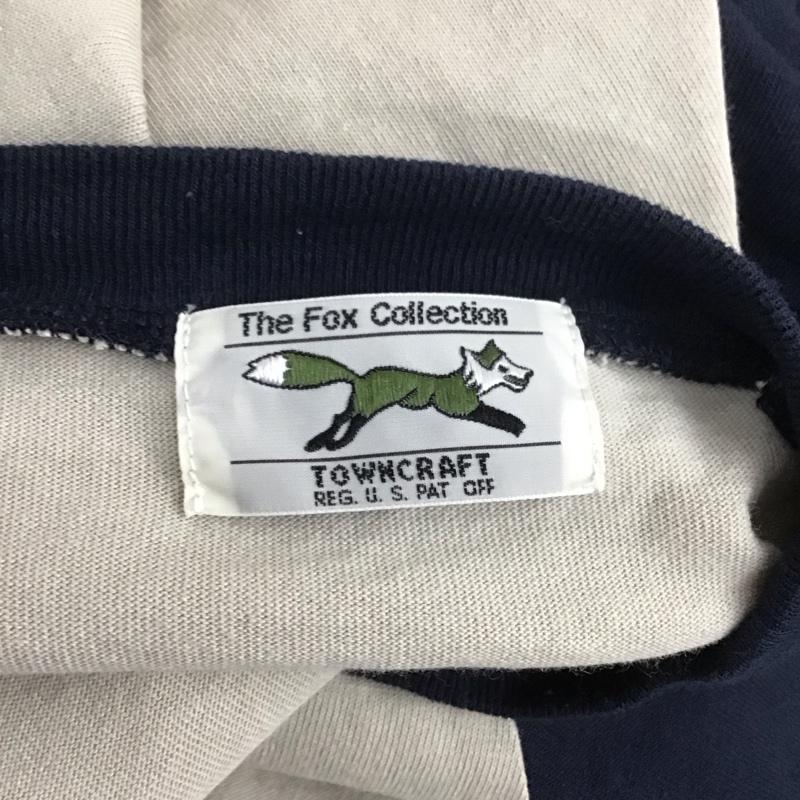 The Fox Collection
TOWNCRAFT
REG. U. S. PAT OFF